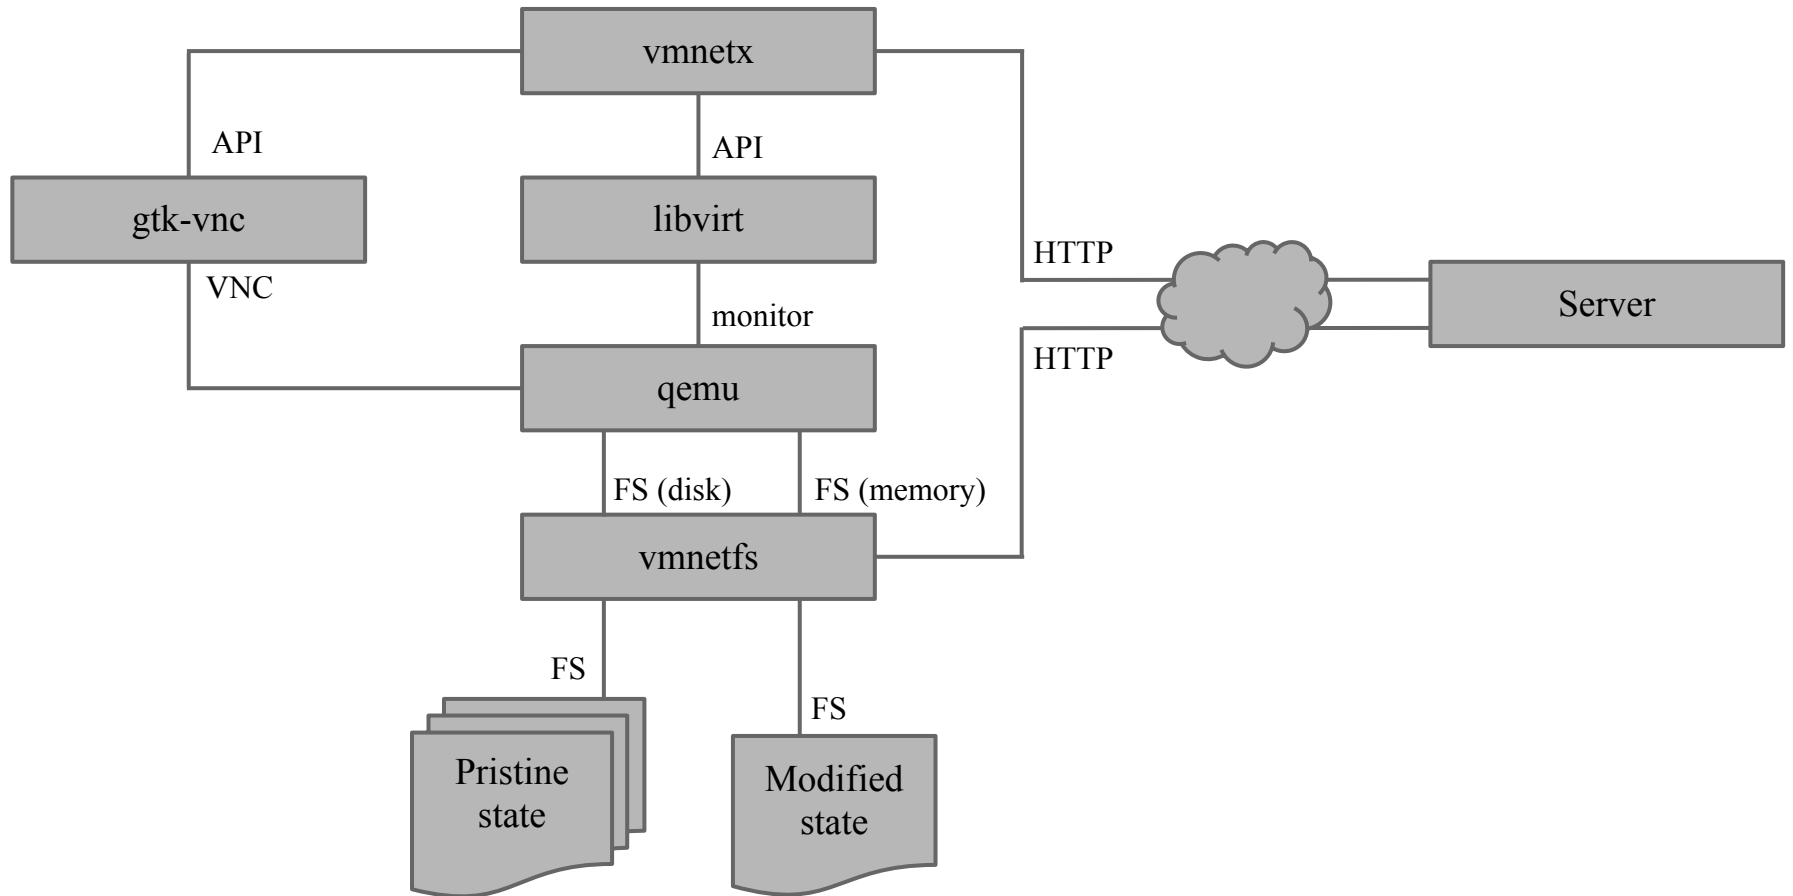 vmnetx
API
API
gtk-vnc
libvirt
HTTP
VNC
Server
monitor
HTTP
qemu
FS (disk)
FS (memory)
vmnetfs
FS
FS
Pristine
state
Modified
state